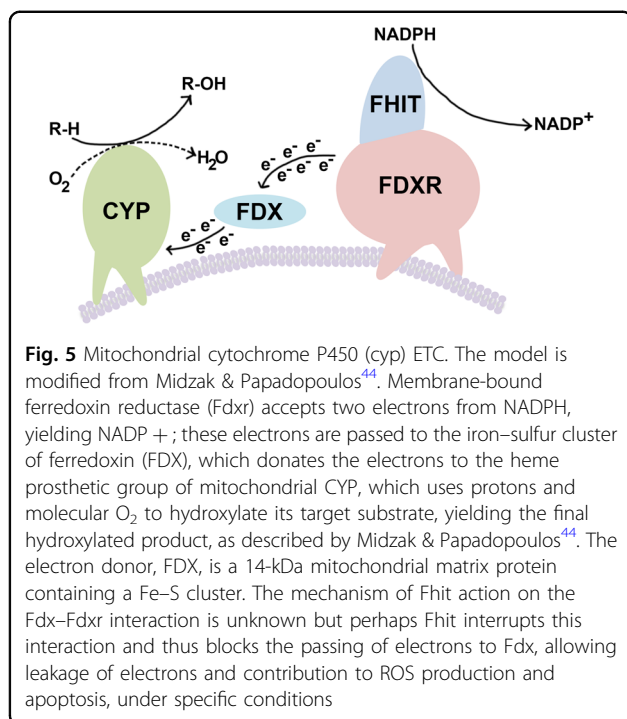 NADPH
R-OH
FHIT
R-H
NADP+
H2O
e- e- e-
e- e- e-
O2
FDXR
CYP
FDX
e- e-
e- e-
Fig. 5 Mitochondrial cytochrome P450 (cyp) ETC. The model is
modified from Midzak & Papadopoulos44. Membrane-bound
ferredoxin reductase (Fdxr) accepts two electrons from NADPH,
yielding NADP +; these electrons are passed to the iron–sulfur cluster
of ferredoxin (FDX), which donates the electrons to the heme
prosthetic group of mitochondrial CYP, which uses protons and
molecular O2 to hydroxylate its target substrate, yielding the final
hydroxylated product, as described by Midzak & Papadopoulos44. The
electron donor, FDX, is a 14-kDa mitochondrial matrix protein
containing a Fe–S cluster. The mechanism of Fhit action on the
Fdx–Fdxr interaction is unknown but perhaps Fhit interrupts this
interaction and thus blocks the passing of electrons to Fdx, allowing
leakage of electrons and contribution to ROS production and
apoptosis, under specific conditions